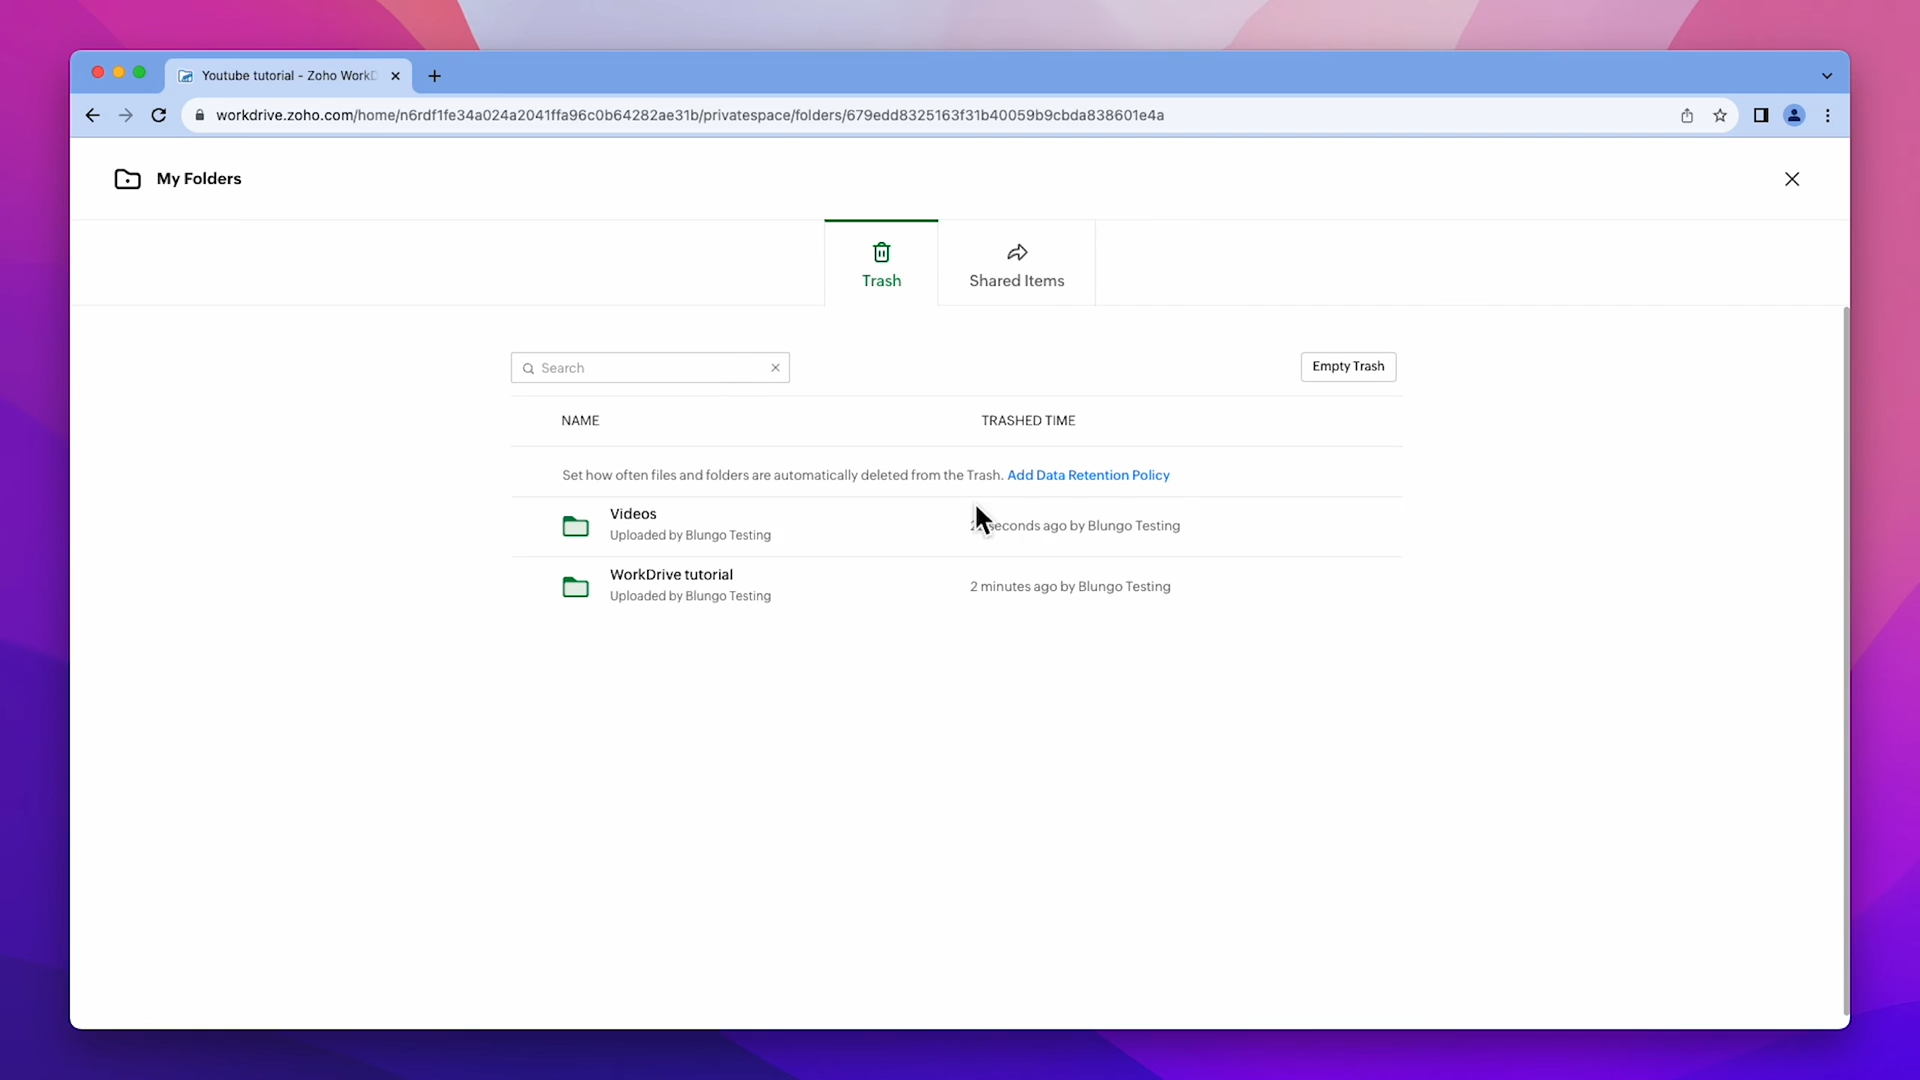 Youtube tutorial - Zoho WorkD
workdrive.zoho.com/home/n6rdf1fe34a024a2041ffa96c0b64282ae31b/privatespace/folders/679edd8325163f31b40059b9cbda838601e4a
My Folders
Trash
Shared Items
Search
Empty Trash
NAME
TRASHED TIME
Set how often files and folders are automatically deleted from the Trash. Add Data Retention Policy
Videos
Uploaded by Blungo Testing
seconds ago by Blungo Testing
WorkDrive tutorial
Uploaded by Blungo Testing
2 minutes ago by Blungo Testing